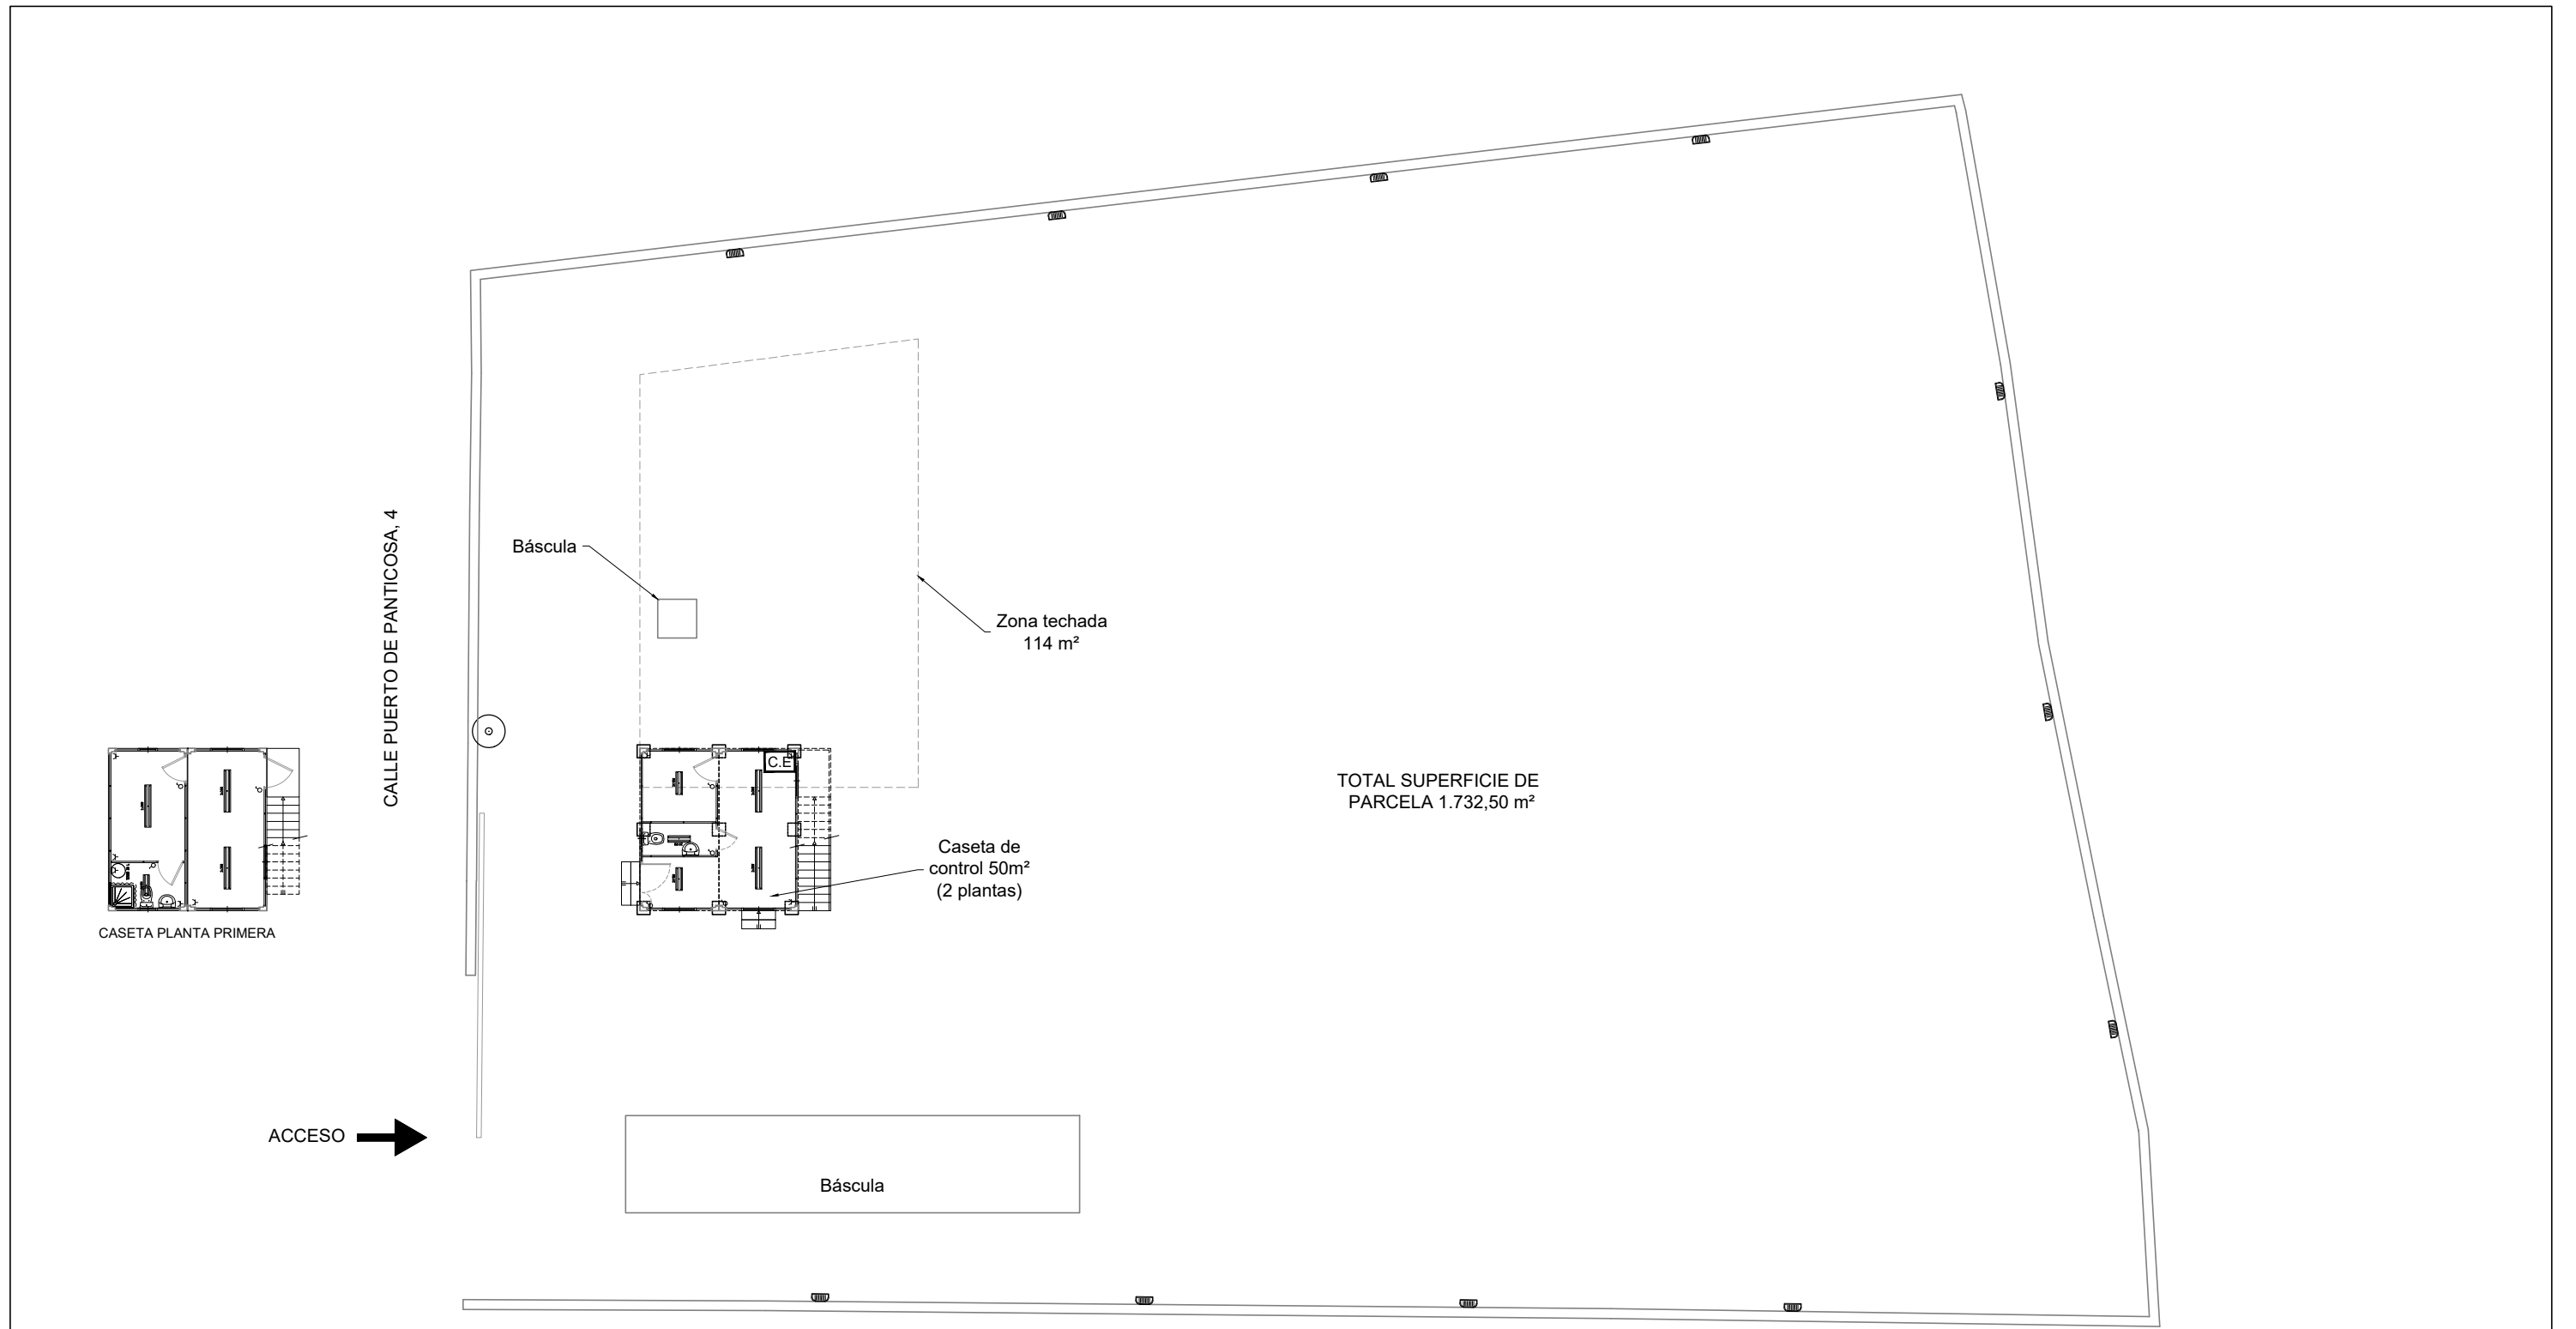 Báscula
CALLE PUERTO DE PANTICOSA, 4
Zona techada
114 m²
C.E
TOTAL SUPERFICIE DE
PARCELA 1.732,50 m²
Caseta de
control 50m²
(2 plantas)
CASETA PLANTA PRIMERA
ACCESO
Báscula